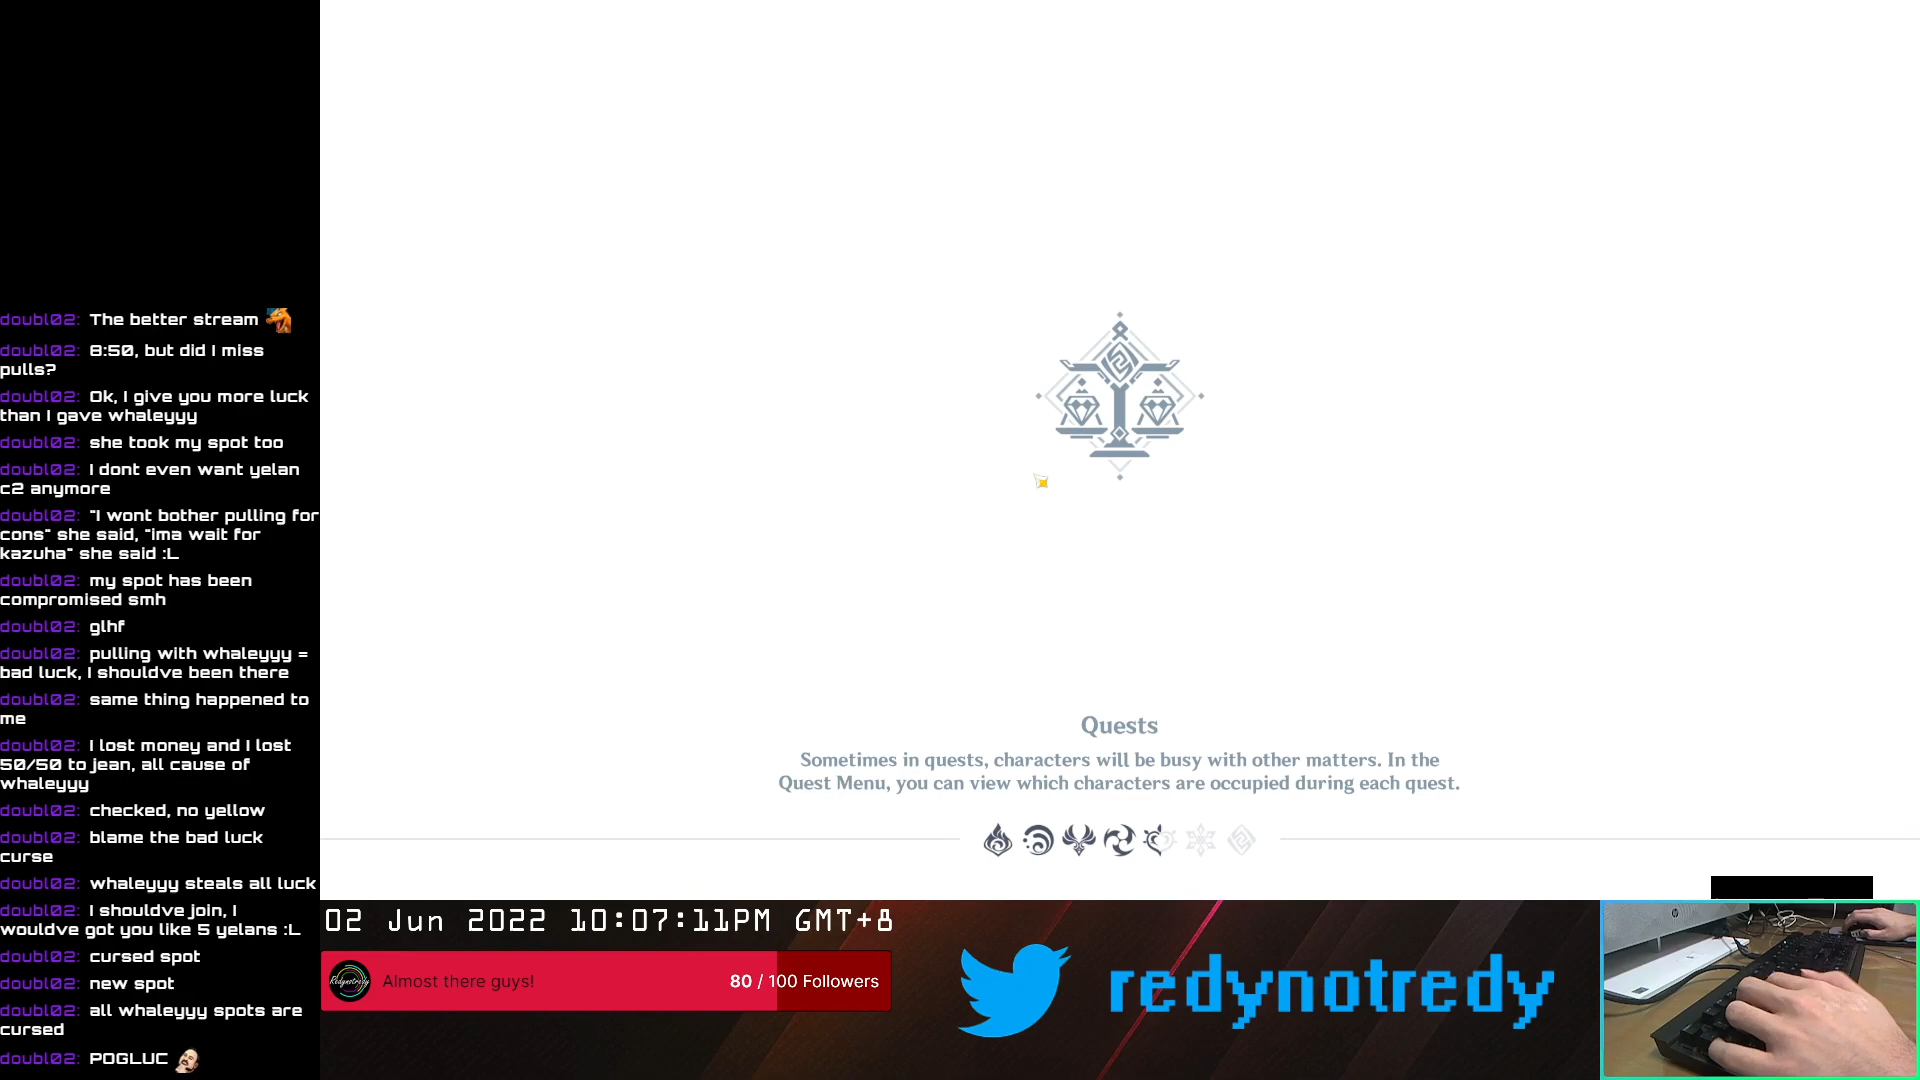 doubl02: The better stream
doubl02: 8:50, but did I miss
pulls?
doubl02: Ok, I give you more luck
than I gave whaleyyy
doubl02: she took my spot too
doubl02: I dont even want yelan
c2 anymore
doubl02: "I wont bother pulling for
cons" she said, "ima wait for
kazuha" she said :L
doubl02: my spot has been
compromised smh
doubl02: glhf
doubl02: pulling with whaleyyy =
bad luck, I shouldve been there
doubl02: same thing happened to
me
doubl02: I lost money and I lost
50/50 to jean, all cause of
whaleyyy
doubl02: checked, no yellow
doubl02: blame the bad luck
curse
doubl02: whaleyyy steals all luck
doubl02: I shouldve join, I
wouldve got you like 5 yelans :L
doubl02: cursed spot
doubl02: new spot
doubl02: all whaleyyy spots are
cursed
doubl02: POGLUC
Quests
Sometimes in quests, characters will be busy with other matters. In the
Quest Menu, you can view which characters are occupied during each quest.
02 Jun 2022 10:07:11PM GMT+8
Redynotredy
Almost there guys!
80 / 100 Followers
redynotredy